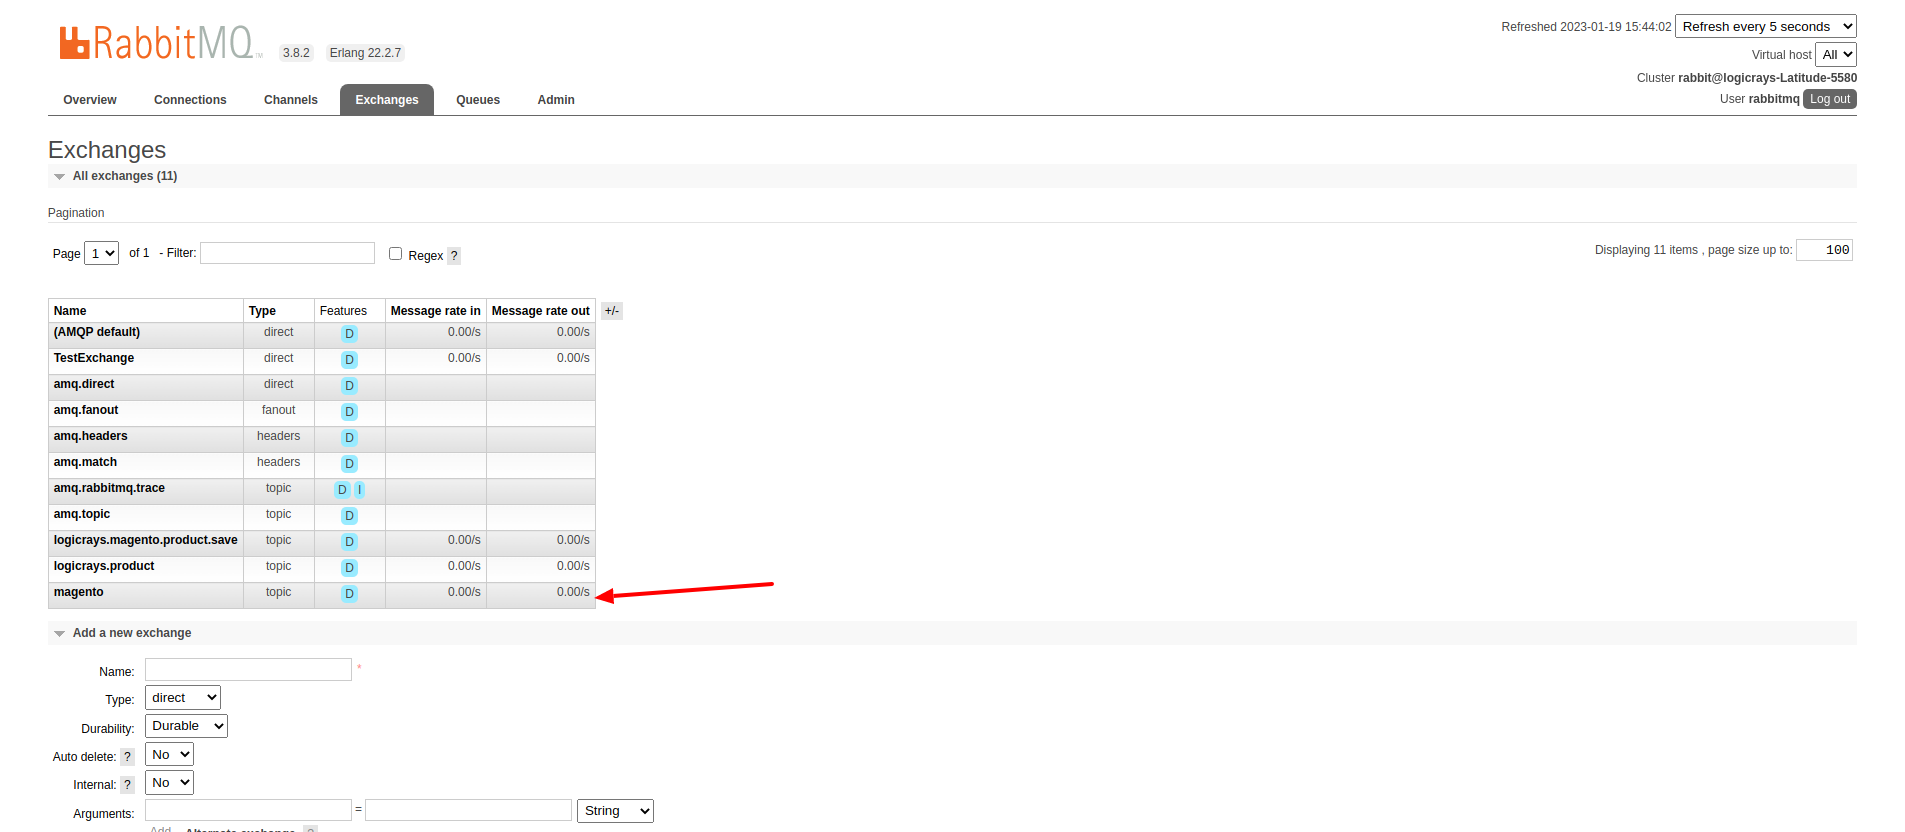 RabbitMQ™ 3.8.2 Erlang 22.2.7
Refreshed 2023-01-19 15:44:02 Refresh every 5 seconds
Virtual host All
Cluster rabbit@logicrays-Latitude-5580
User rabbitmq Log out
Overview Connections Channels Exchanges Queues Admin
Exchanges
All exchanges (11)
Pagination
Page 1 of 1 - Filter: Regex ? Displaying 11 items , page size up to: 100
Name Type Features Message rate in Message rate out +/-
(AMQP default) direct D 0.00/s 0.00/s
TestExchange direct D 0.00/s 0.00/s
amq.direct direct D
amq.fanout fanout D
amq.headers headers D
amq.match headers D
amq.rabbitmq.trace topic D I
amq.topic topic D
logicrays.magento.product.save topic D 0.00/s 0.00/s
logicrays.product topic D 0.00/s 0.00/s
magento topic D 0.00/s 0.00/s
Add a new exchange
Name: *
Type: direct
Durability: Durable
Auto delete: ? No
Internal: ? No
Arguments: = String
Add Alternate exchange ?